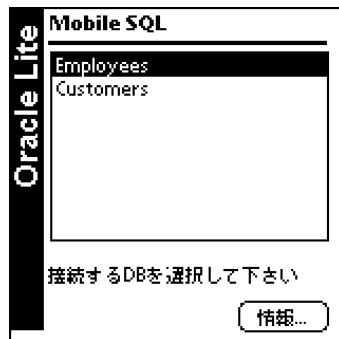 Oracle Lite
Mobile SQL
Employees
Customers
接続するDBを選択して下さい
情報...